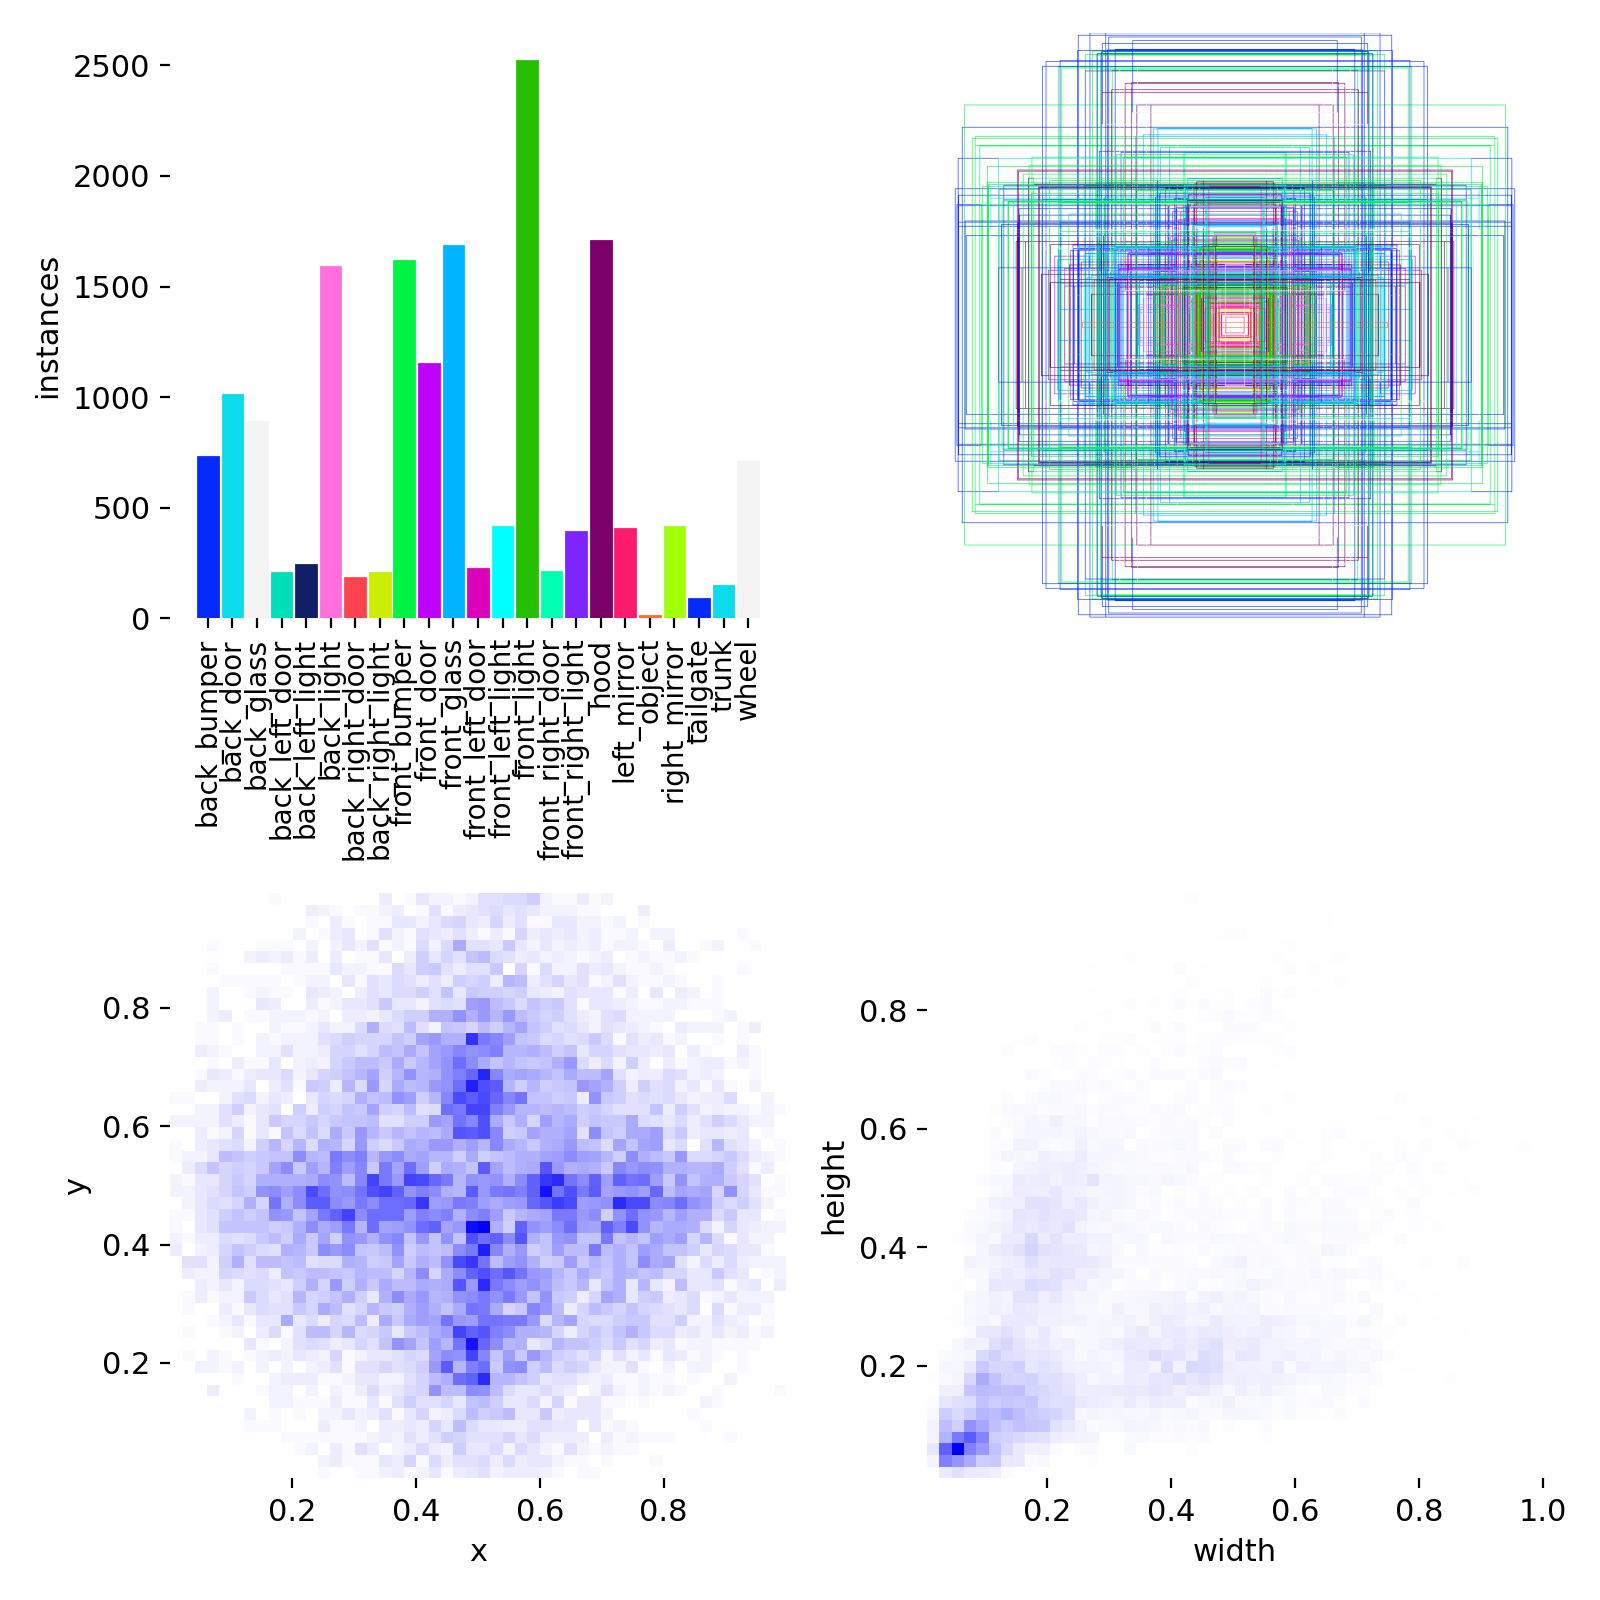 2500
2000
1500
1000
500
0
instances
back_bumper
back_door
back_glass
back_left_door
back_left_light
back_light
back_right_door
back_right_light
front_bumper
front_door
front_glass
front_left_door
front_left_light
front_light
front_right_door
front_right_light
hood
left_mirror
object
right_mirror
tailgate
trunk
wheel
0.8
0.6
0.4
0.2
y
0.2 0.4 0.6 0.8
x
0.8
0.6
0.4
0.2
height
0.2 0.4 0.6 0.8 1.0
width